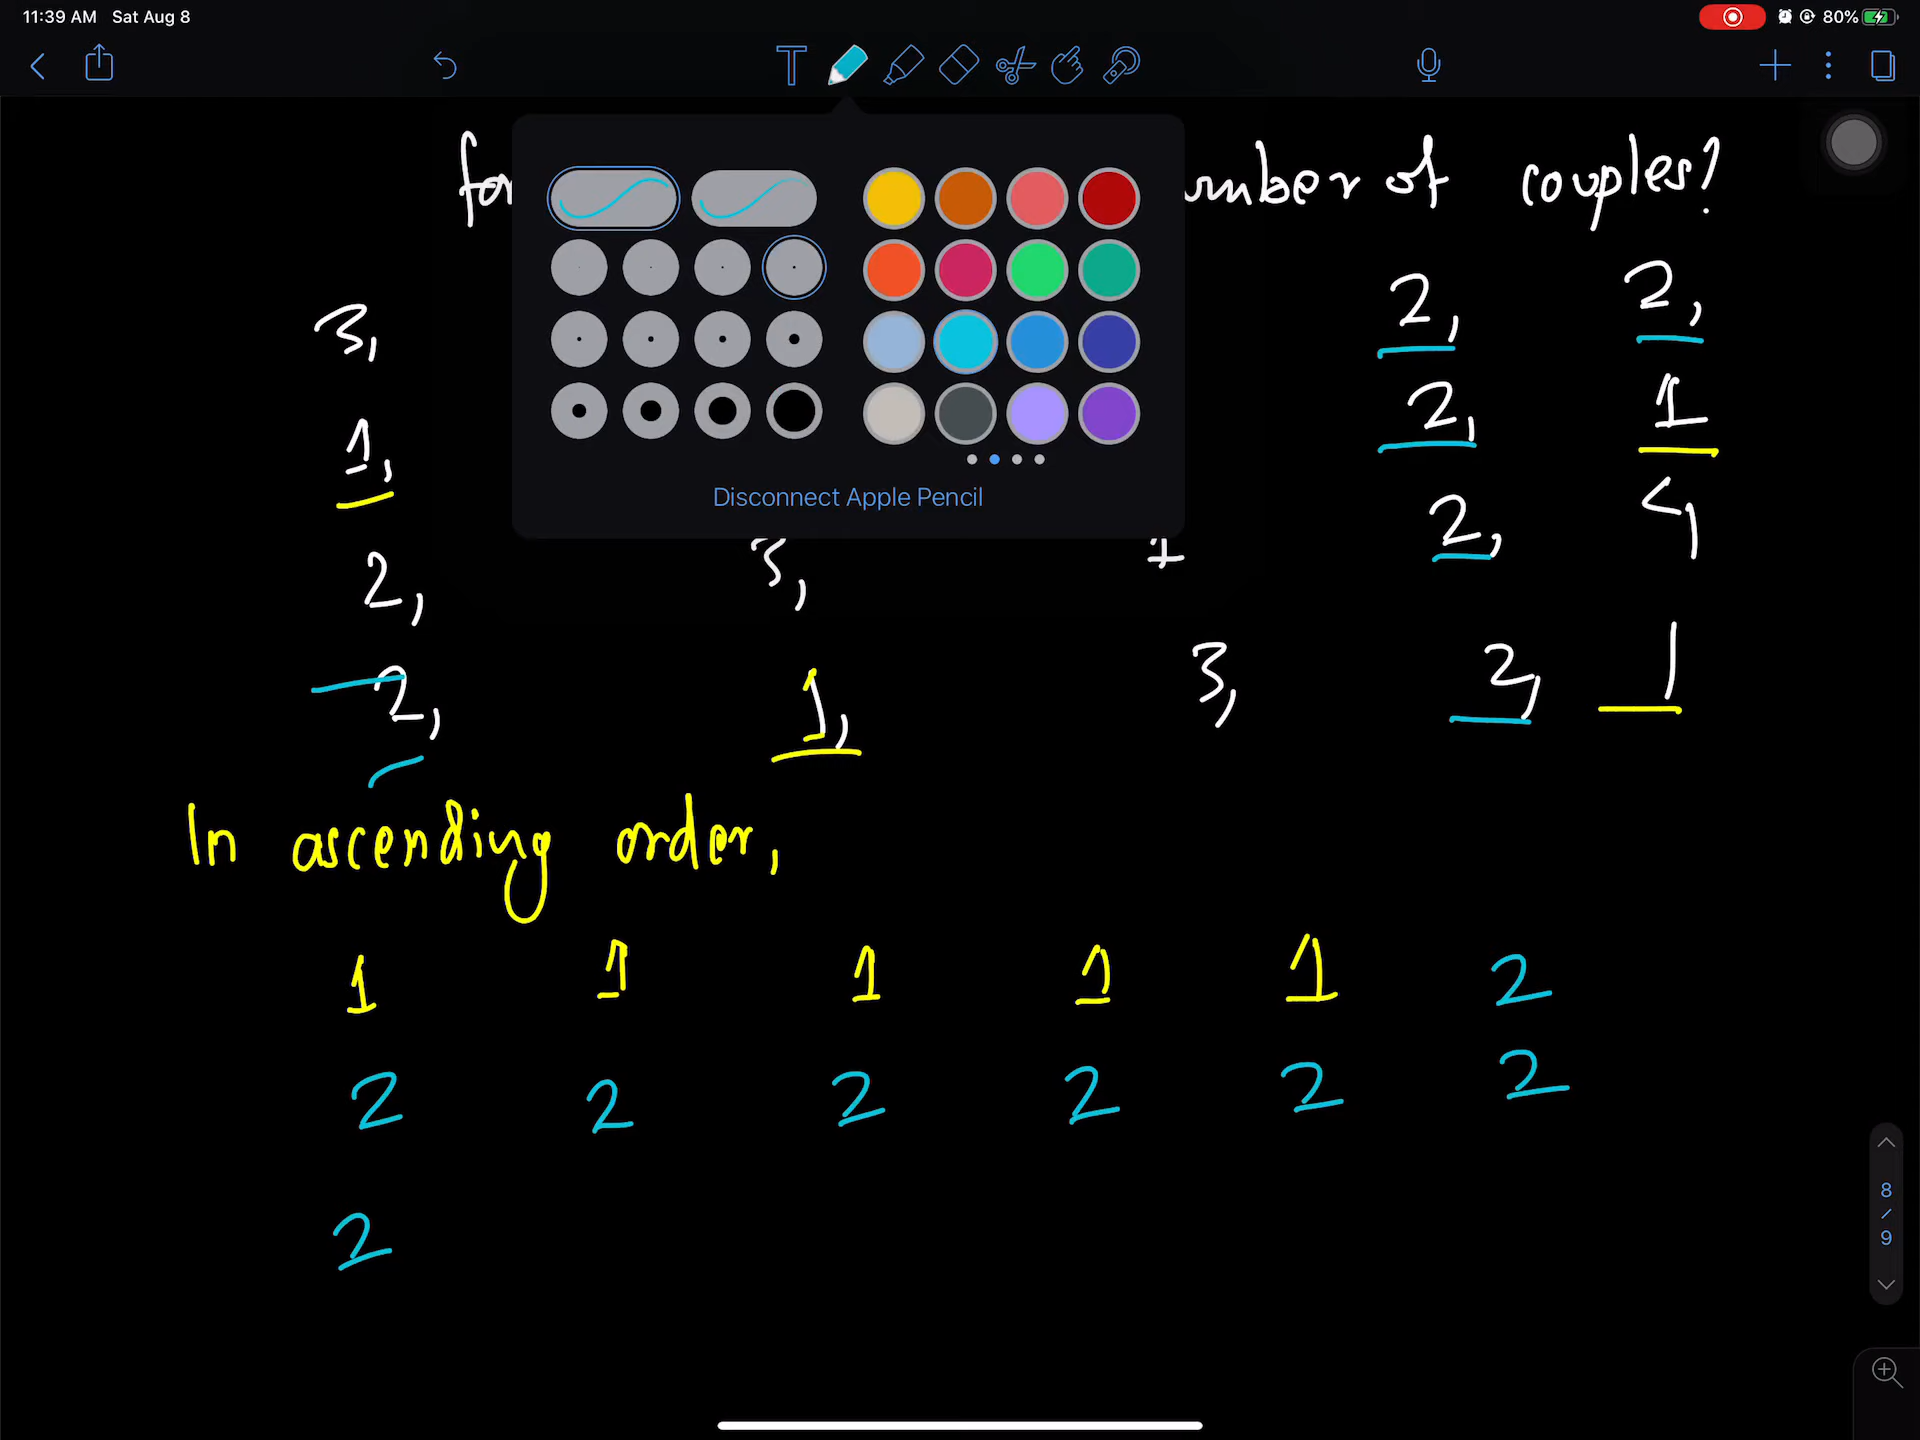 11:39 AM Sat Aug 8 80%
T
umber of couples?
Disconnect Apple Pencil
3, 2, 2,
1, 2, 1
2, 3, 1 2, 4,
2, 1, 3, 2, 1
In ascending order,
1 1 1 1 1 2
2 2 2 2 2 2
2
8
/
9